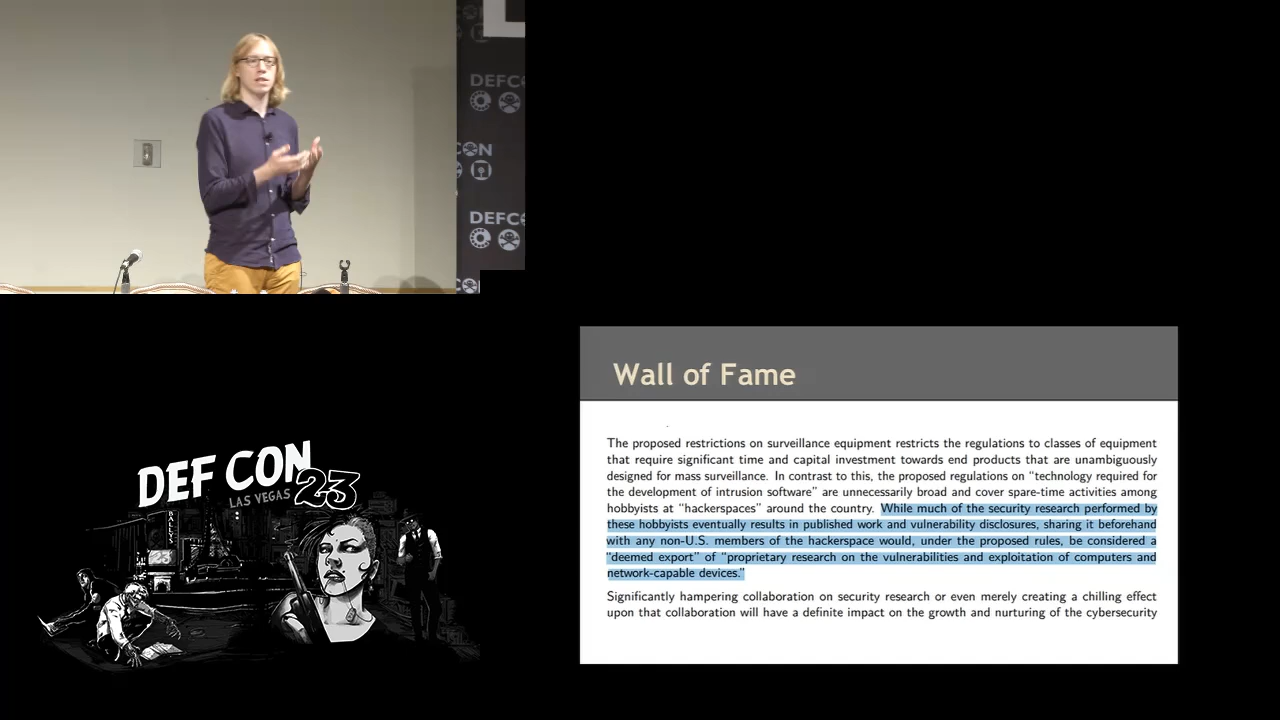 DEFCO
CON
DEFC
CO
DEF CON
LAS VEGAS 23
BALLY'S
Wall of Fame
The proposed restrictions on surveillance equipment restricts the regulations to classes of equipment
that require significant time and capital investment towards end products that are unambiguously
designed for mass surveillance. In contrast to this, the proposed regulations on “technology required for
the development of intrusion software” are unnecessarily broad and cover spare-time activities among
hobbyists at “hackerspaces” around the country. While much of the security research performed by
these hobbyists eventually results in published work and vulnerability disclosures, sharing it beforehand
with any non-U.S. members of the hackerspace would, under the proposed rules, be considered a
“deemed export” of “proprietary research on the vulnerabilities and exploitation of computers and
network-capable devices.”
Significantly hampering collaboration on security research or even merely creating a chilling effect
upon that collaboration will have a definite impact on the growth and nurturing of the cybersecurity